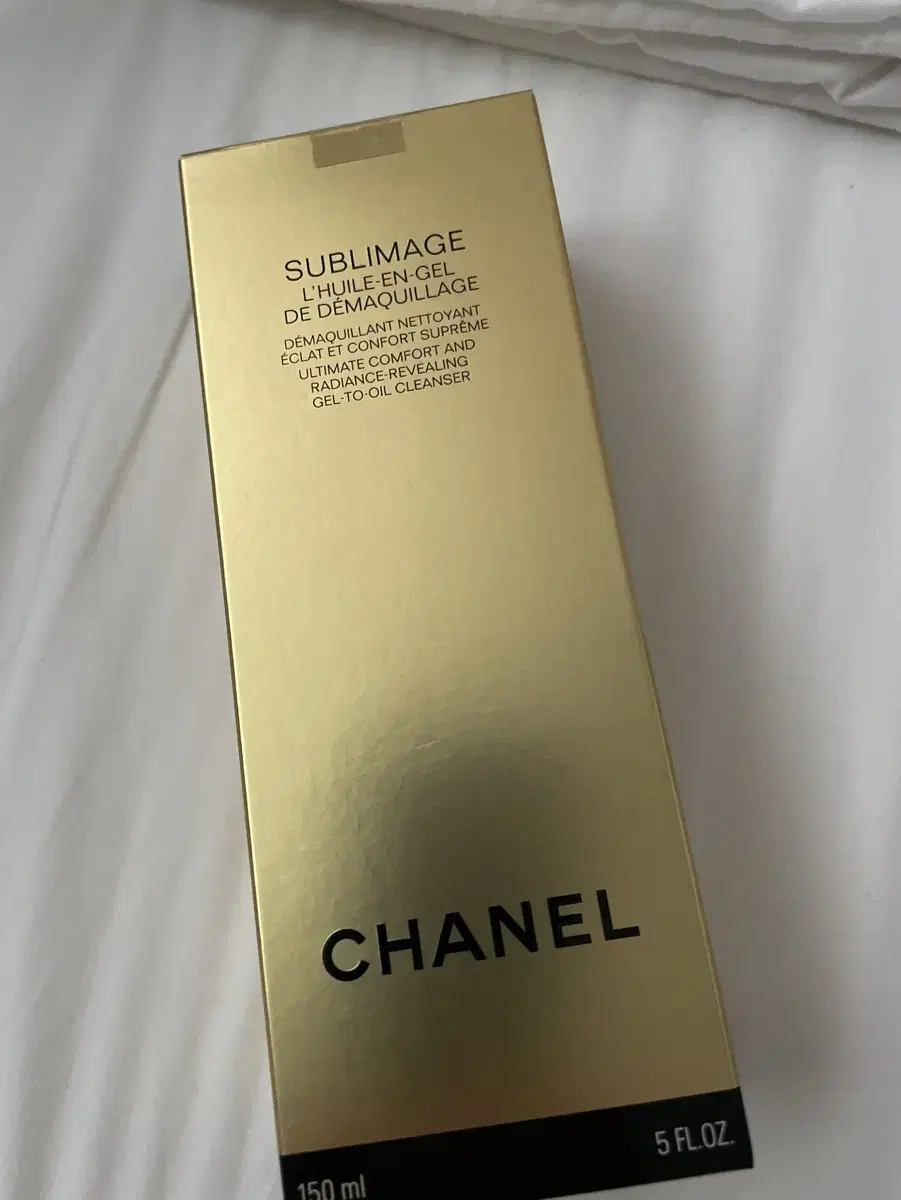 SUBLIMAGE
L'HUILE-EN-GEL
DE DÉMAQUILLAGE
DÉMAQUILLANT NETTOYANT
ÉCLAT ET CONFORT SUPRÊME
ULTIMATE COMFORT AND
RADIANCE-REVEALING
GEL-TO-OIL CLEANSER
CHANEL
150 ml 5 FL.OZ.